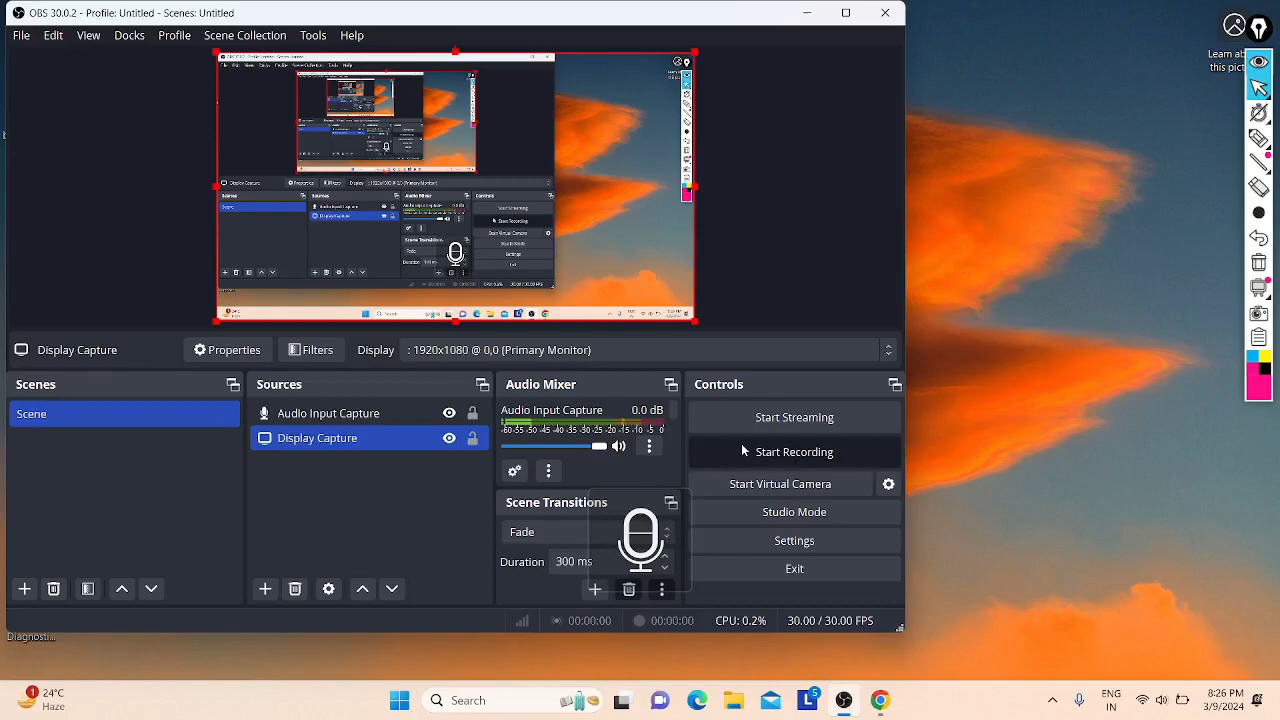 OBS 30.0.2 - Profile: Untitled - Scenes: Untitled
File Edit View Docks Profile Scene Collection Tools Help
Learn ab
this pict
Display Capture Properties Filters Display : 1920x1080 @ 0,0 (Primary Monitor)
Scenes Sources Audio Mixer Controls
Scene
Audio Input Capture
Display Capture
Audio Input Capture 0.0 dB
-60 -55 -50 -45 -40 -35 -30 -25 -20 -15 -10 -5 0
Scene Transitions
Fade
Duration 300 ms
Start Streaming
Start Recording
Start Virtual Camera
Studio Mode
Settings
Exit
00:00:00 00:00:00 CPU: 0.2% 30.00 / 30.00 FPS
Diagnosti...
1 24°C
Haze
Search
L 5
ENG
IN
8:26 PM
3/9/2024